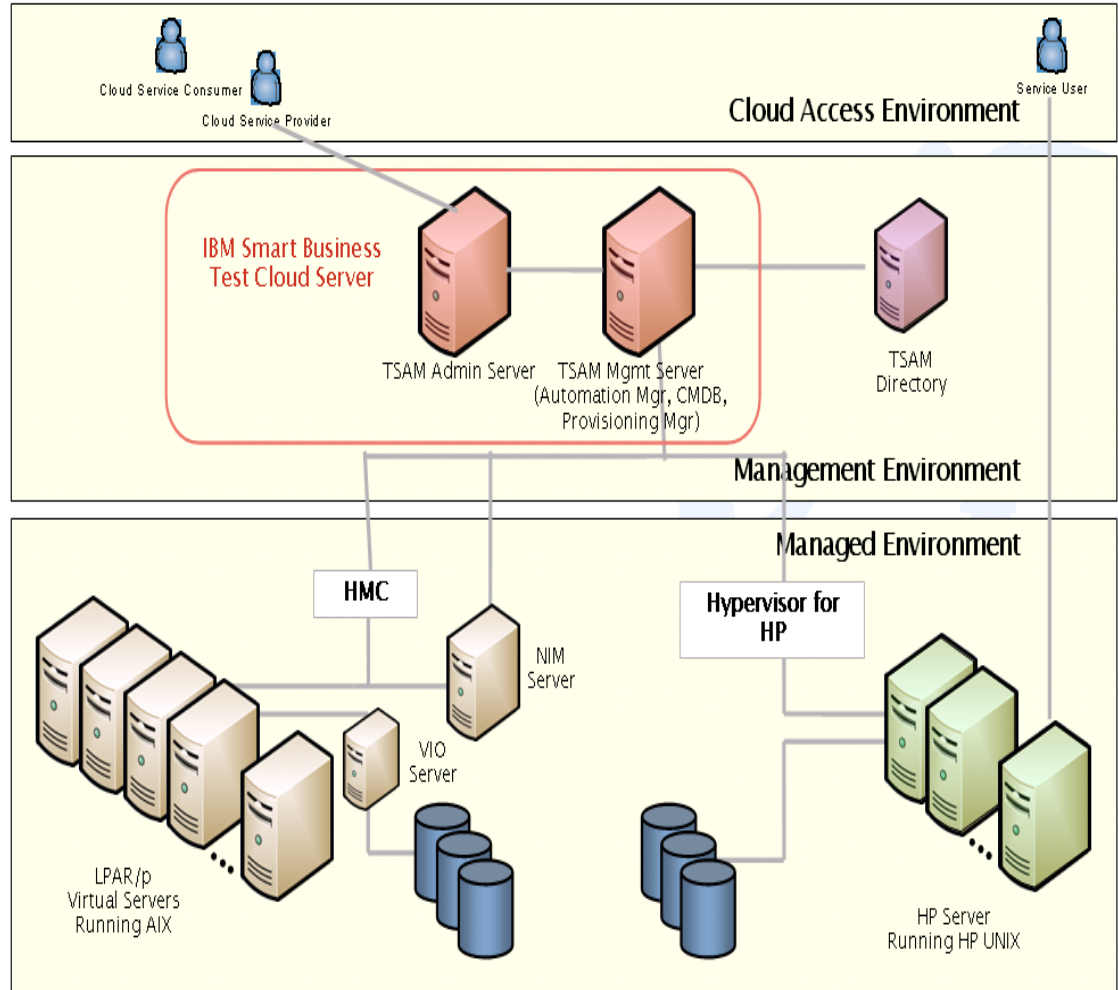 Cloud Service Consumer
Cloud Service Provider
Service User
Cloud Access Environment
IBM Smart Business
Test Cloud Server
TSAM Admin Server
TSAM Mgmt Server
(Automation Mgr, CMDB,
Provisioning Mgr)
TSAM
Directory
Management Environment
Managed Environment
HMC
Hypervisor for
HP
NIM
Server
VIO
Server
LPAR/p
Virtual Servers
Running AIX
HP Server
Running HP UNIX